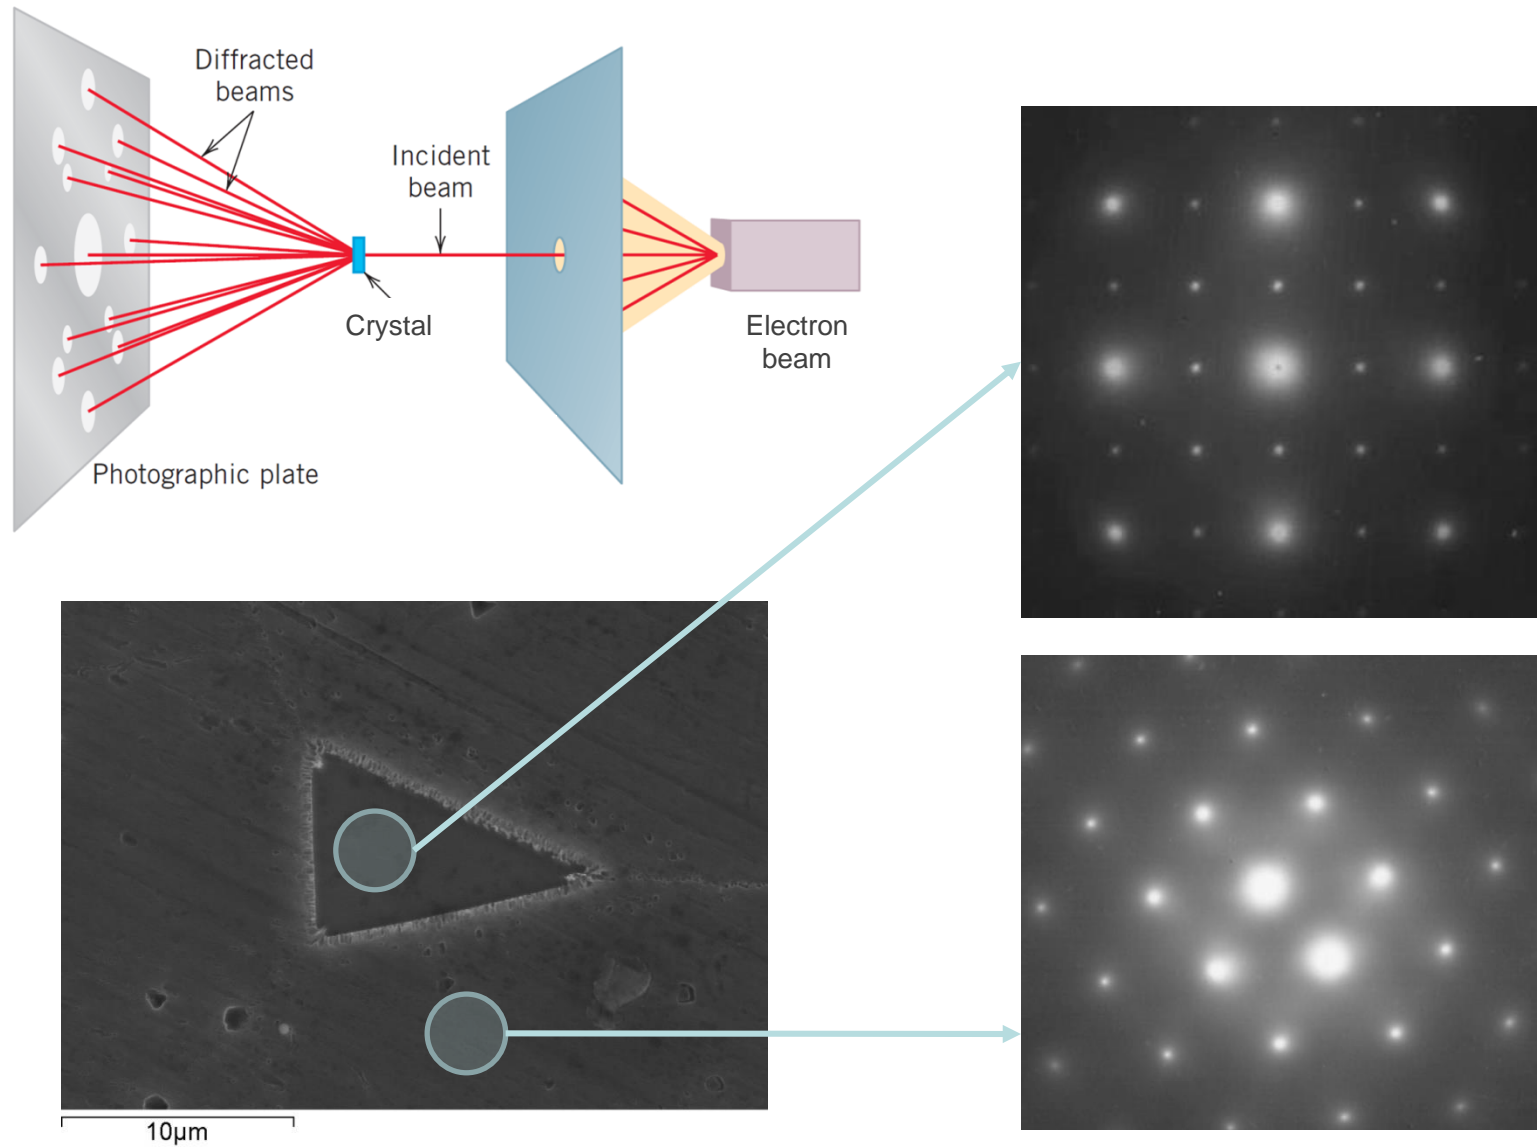 Diffracted
beams
Incident
beam
Crystal
Electron
beam
Photographic plate
10µm